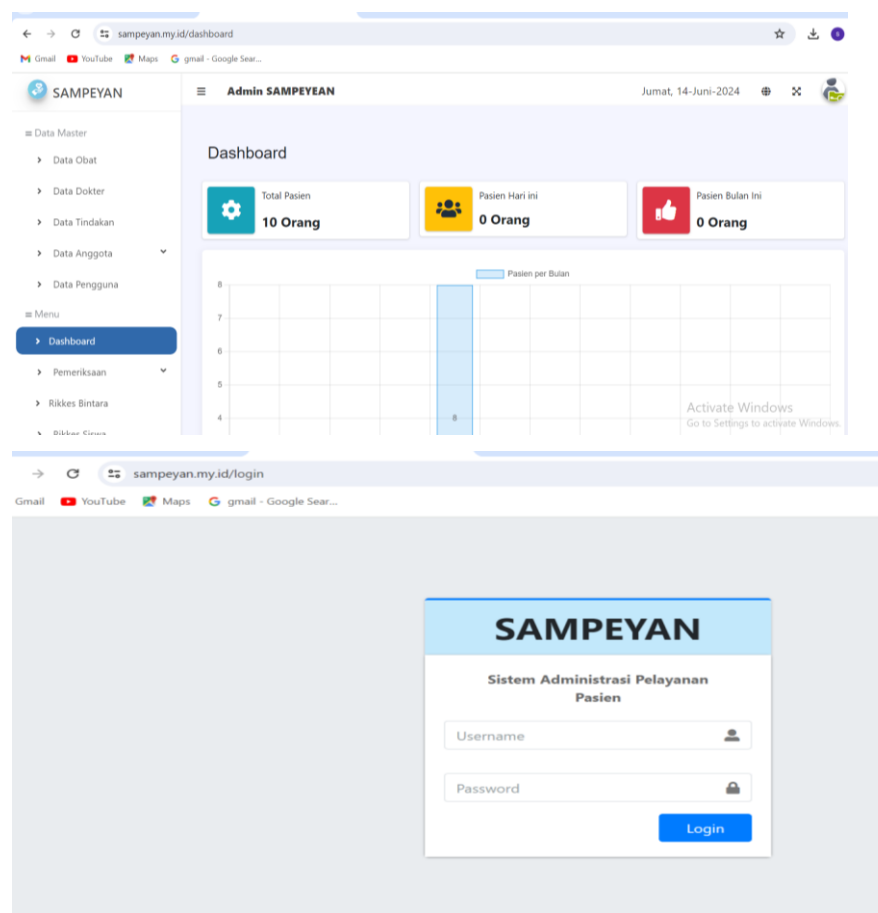 sampeyan.my.id/dashboard
Gmail YouTube Maps gmail - Google Sear...
SAMPEYAN
Admin SAMPEYEAN
Jumat, 14-Juni-2024
Data Master
Data Obat
Data Dokter
Data Tindakan
Data Anggota
Data Pengguna
Menu
Dashboard
Pemeriksaan
Rikkes Bintara
Rikkes Siswa
Dashboard
Total Pasien
10 Orang
Pasien Hari ini
0 Orang
Pasien Bulan Ini
0 Orang
Pasien per Bulan
8
7
6
5
4
8
Activate Windows
Go to Settings to activate Windows.
sampeyan.my.id/login
Gmail YouTube Maps gmail - Google Sear...
SAMPEYAN
Sistem Administrasi Pelayanan
Pasien
Username
Password
Login